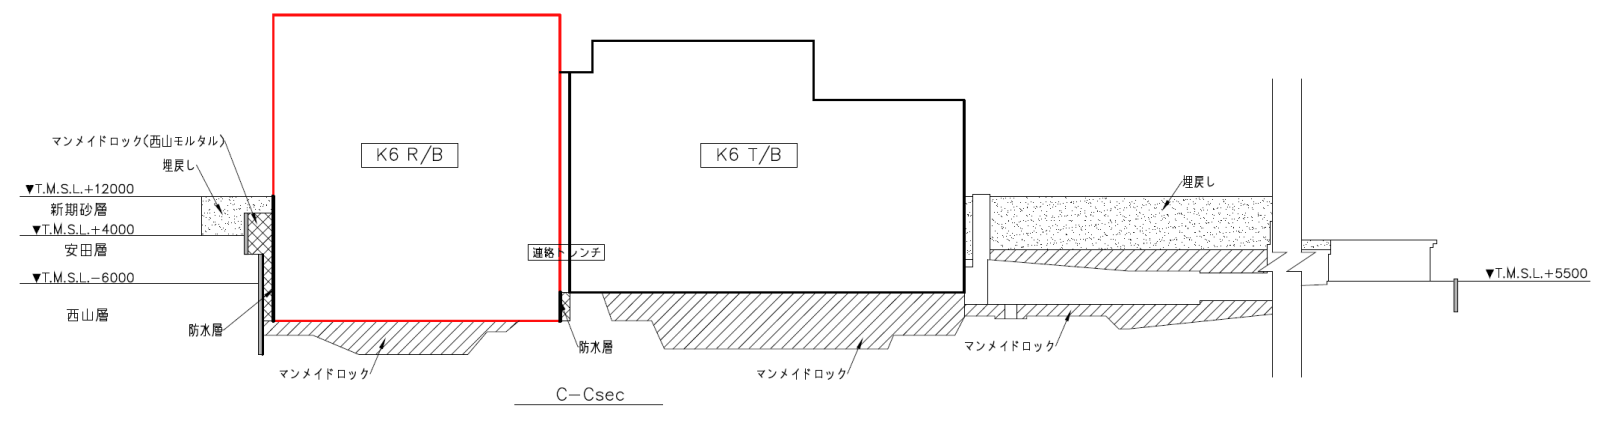 K6 R/B
K6 T/B
マンメイドロック(西山モルタル)
埋戻し
埋戻し
▼T.M.S.L.+12000
新期砂層
▼T.M.S.L.+4000
安田層
連絡トレンチ
▼T.M.S.L.-6000
▼T.M.S.L.+5500
西山層
防水層
防水層
マンメイドロック
マンメイドロック
マンメイドロック
C-Csec